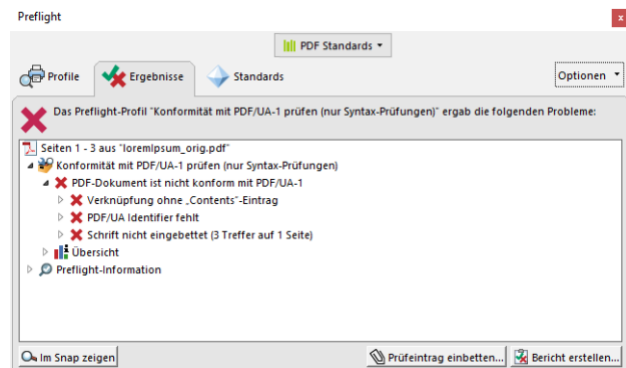 Preflight
x
PDF Standards
Profile
Ergebnisse
Standards
Optionen
Das Preflight-Profil "Konformität mit PDF/UA-1 prüfen (nur Syntax-Prüfungen)" ergab die folgenden Probleme:
Seiten 1 - 3 aus "loremIpsum_orig.pdf"
Konformität mit PDF/UA-1 prüfen (nur Syntax-Prüfungen)
PDF-Dokument ist nicht konform mit PDF/UA-1
Verknüpfung ohne „Contents“-Eintrag
PDF/UA Identifier fehlt
Schrift nicht eingebettet (3 Treffer auf 1 Seite)
Übersicht
Preflight-Information
Im Snap zeigen
Prüfeintrag einbetten...
Bericht erstellen...